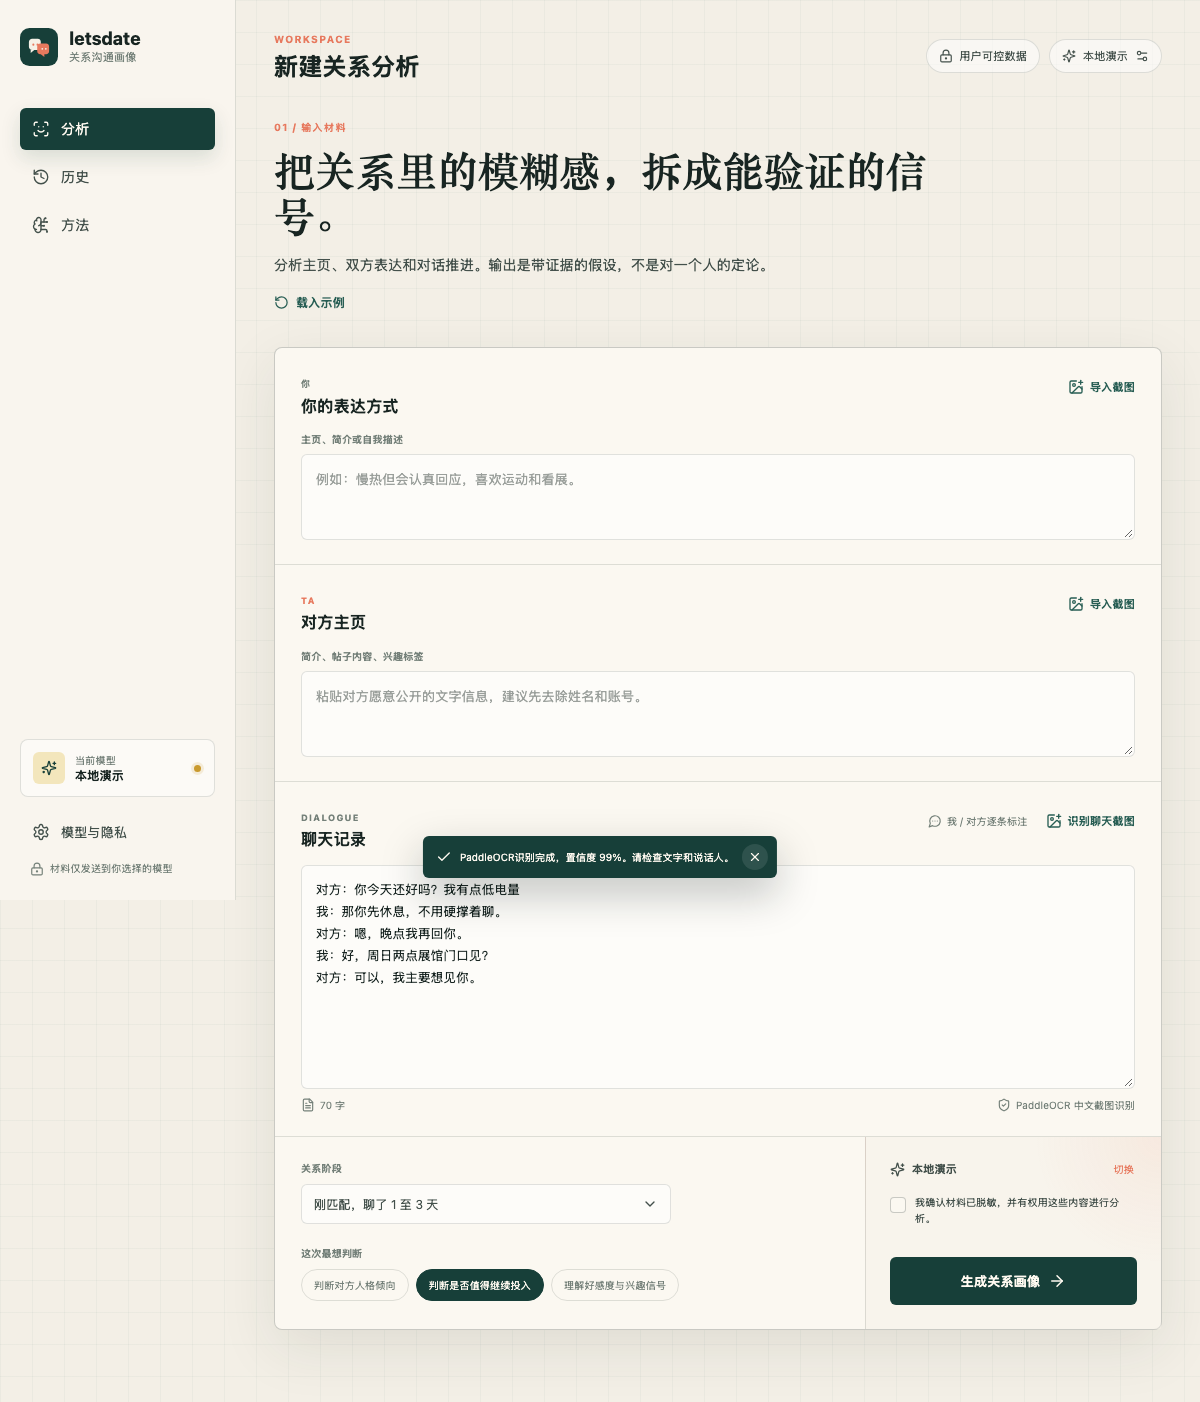 letsdate
关系沟通画像
分析
历史
方法
当前模型
本地演示
模型与隐私
材料仅发送到你选择的模型
WORKSPACE
新建关系分析
用户可控数据
本地演示
01 / 输入材料
把关系里的模糊感，拆成能验证的信
号。
分析主页、双方表达和对话推进。输出是带证据的假设，不是对一个人的定论。
载入示例
你
你的表达方式
导入截图
主页、简介或自我描述
例如：慢热但会认真回应，喜欢运动和看展。
TA
对方主页
导入截图
简介、帖子内容、兴趣标签
粘贴对方愿意公开的文字信息，建议先去除姓名和账号。
DIALOGUE
聊天记录
我 / 对方逐条标注
识别聊天截图
PaddleOCR识别完成，置信度 99%。请检查文字和说话人。
对方：你今天还好吗？我有点低电量
我：那你先休息，不用硬撑着聊。
对方：嗯，晚点我再回你。
我：好，周日两点展馆门口见？
对方：可以，我主要想见你。
70 字
PaddleOCR 中文截图识别
关系阶段
刚匹配，聊了 1 至 3 天
这次最想判断
判断对方人格倾向
判断是否值得继续投入
理解好感度与兴趣信号
本地演示
切换
我确认材料已脱敏，并有权用这些内容进行分
析。
生成关系画像